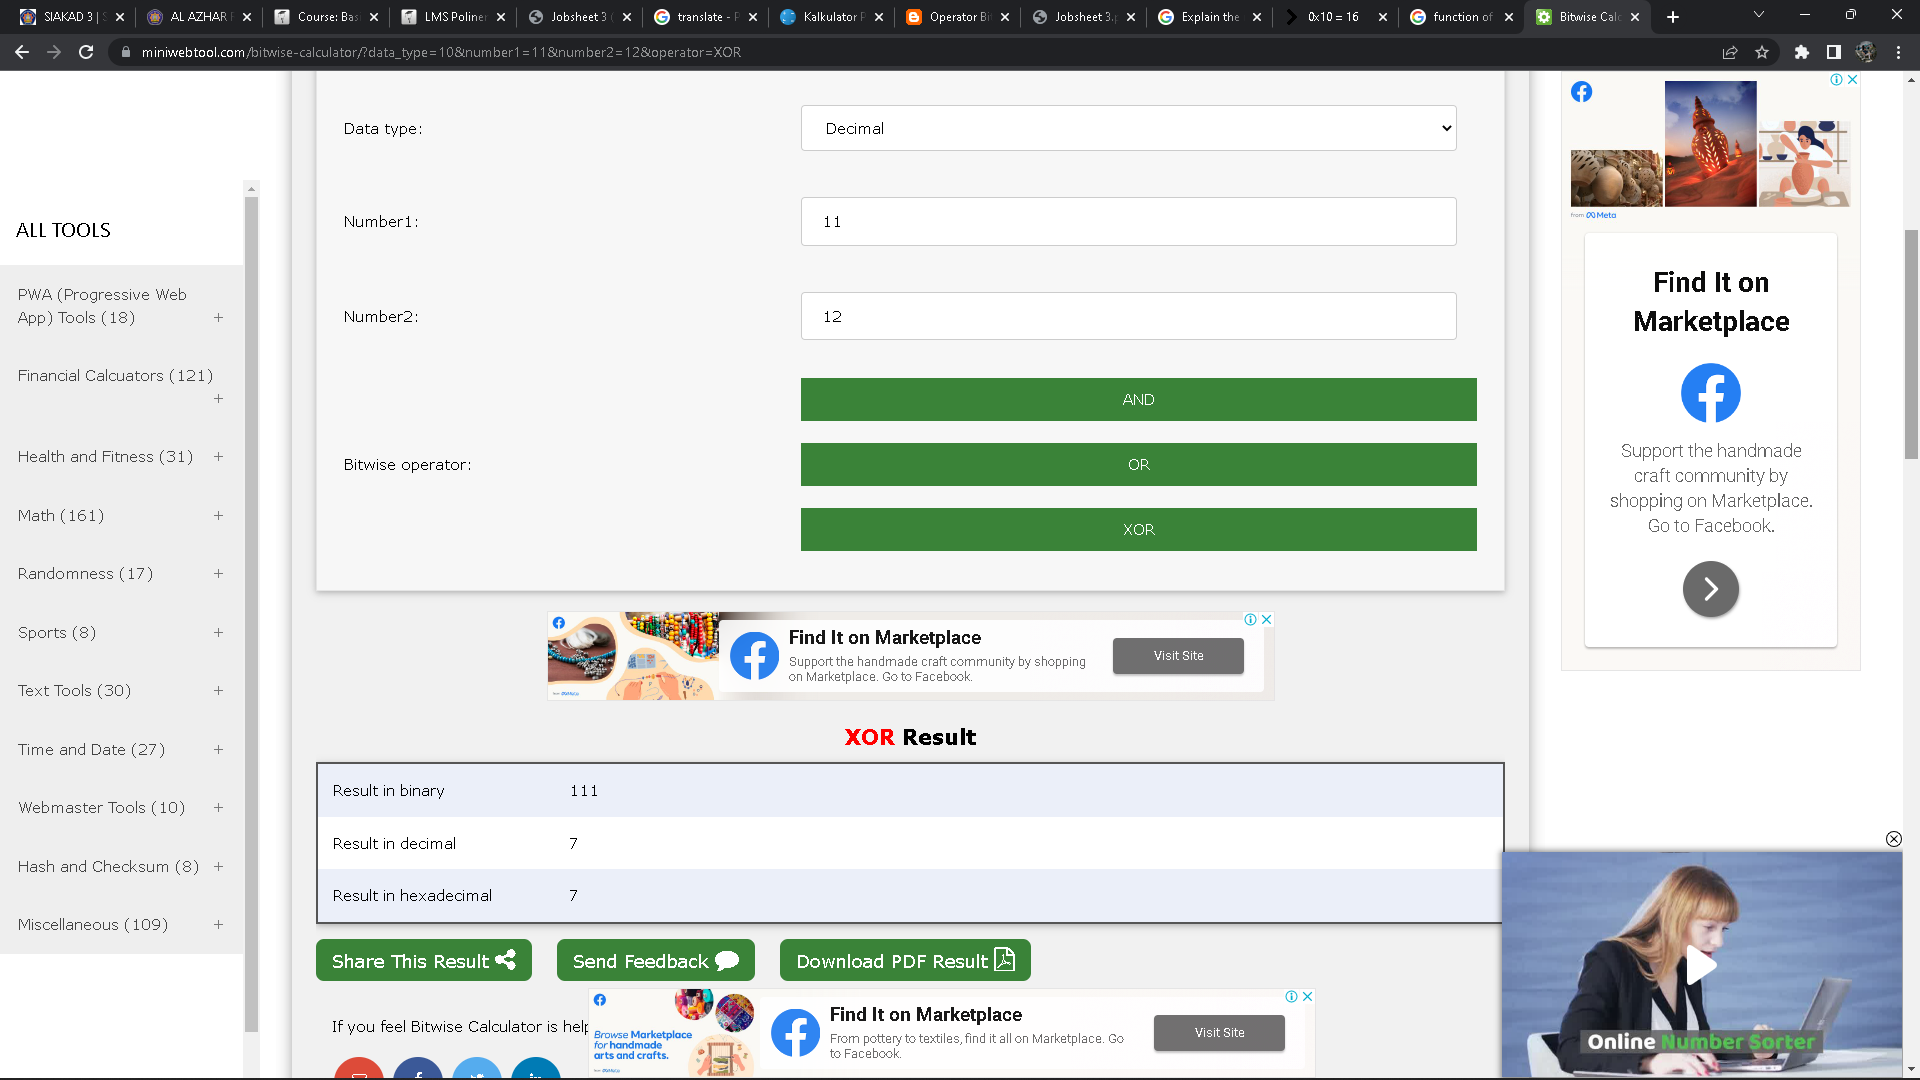 SIAKAD 3 | S
AL AZHAR F
Course: Basi
LMS Poliner
Jobsheet 3 (
translate - P
Kalkulator P
Operator Bit
Jobsheet 3.p
Explain the
0x10 = 16
function of
Bitwise Calc
miniwebtool.com/bitwise-calculator/?data_type=10&number1=11&number2=12&operator=XOR
ALL TOOLS
PWA (Progressive Web
App) Tools (18) +
Financial Calcuators (121)
+
Health and Fitness (31) +
Math (161) +
Randomness (17) +
Sports (8) +
Text Tools (30) +
Time and Date (27) +
Webmaster Tools (10) +
Hash and Checksum (8) +
Miscellaneous (109) +
Data type: Decimal
Number1: 11
Number2: 12
AND
Bitwise operator: OR
XOR
Find It on Marketplace
Support the handmade craft community by shopping
on Marketplace. Go to Facebook.
Visit Site
XOR Result
Result in binary 111
Result in decimal 7
Result in hexadecimal 7
Share This Result
Send Feedback
Download PDF Result
If you feel Bitwise Calculator is help
Browse Marketplace
for handmade
arts and crafts.
Find It on Marketplace
From pottery to textiles, find it all on Marketplace. Go
to Facebook.
Visit Site
from Meta
Find It on
Marketplace
Support the handmade
craft community by
shopping on Marketplace.
Go to Facebook.
Online Number Sorter